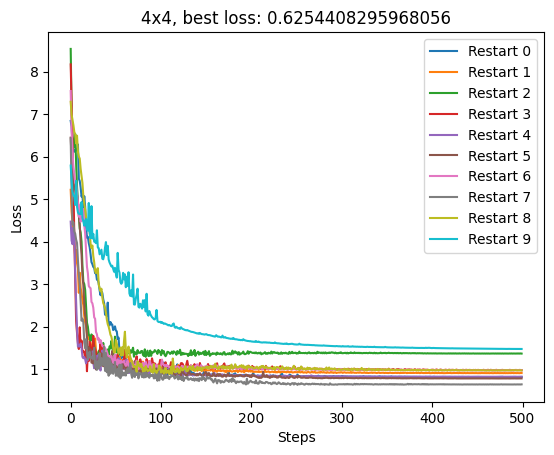 4x4, best loss: 0.6254408295968056
Loss
8
7
6
5
4
3
2
1
0
100
200
300
400
500
Steps
Restart 0
Restart 1
Restart 2
Restart 3
Restart 4
Restart 5
Restart 6
Restart 7
Restart 8
Restart 9